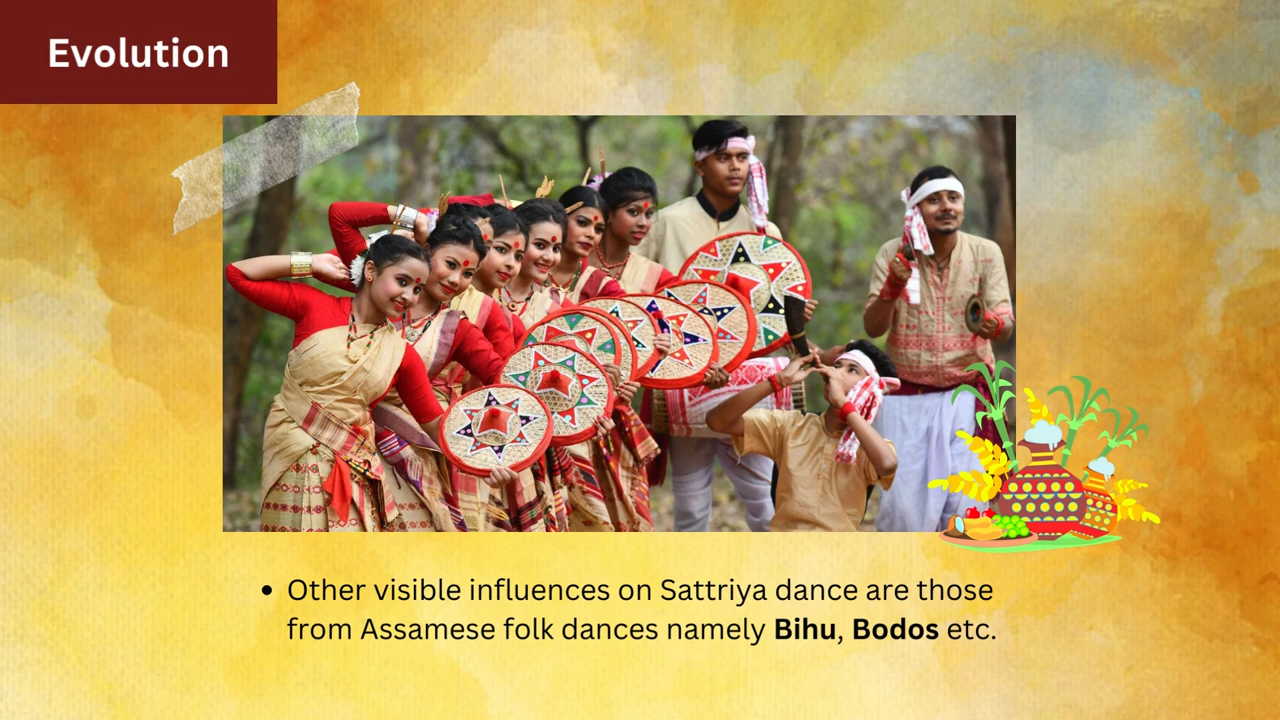 Evolution
• Other visible influences on Sattriya dance are those
from Assamese folk dances namely Bihu, Bodos etc.